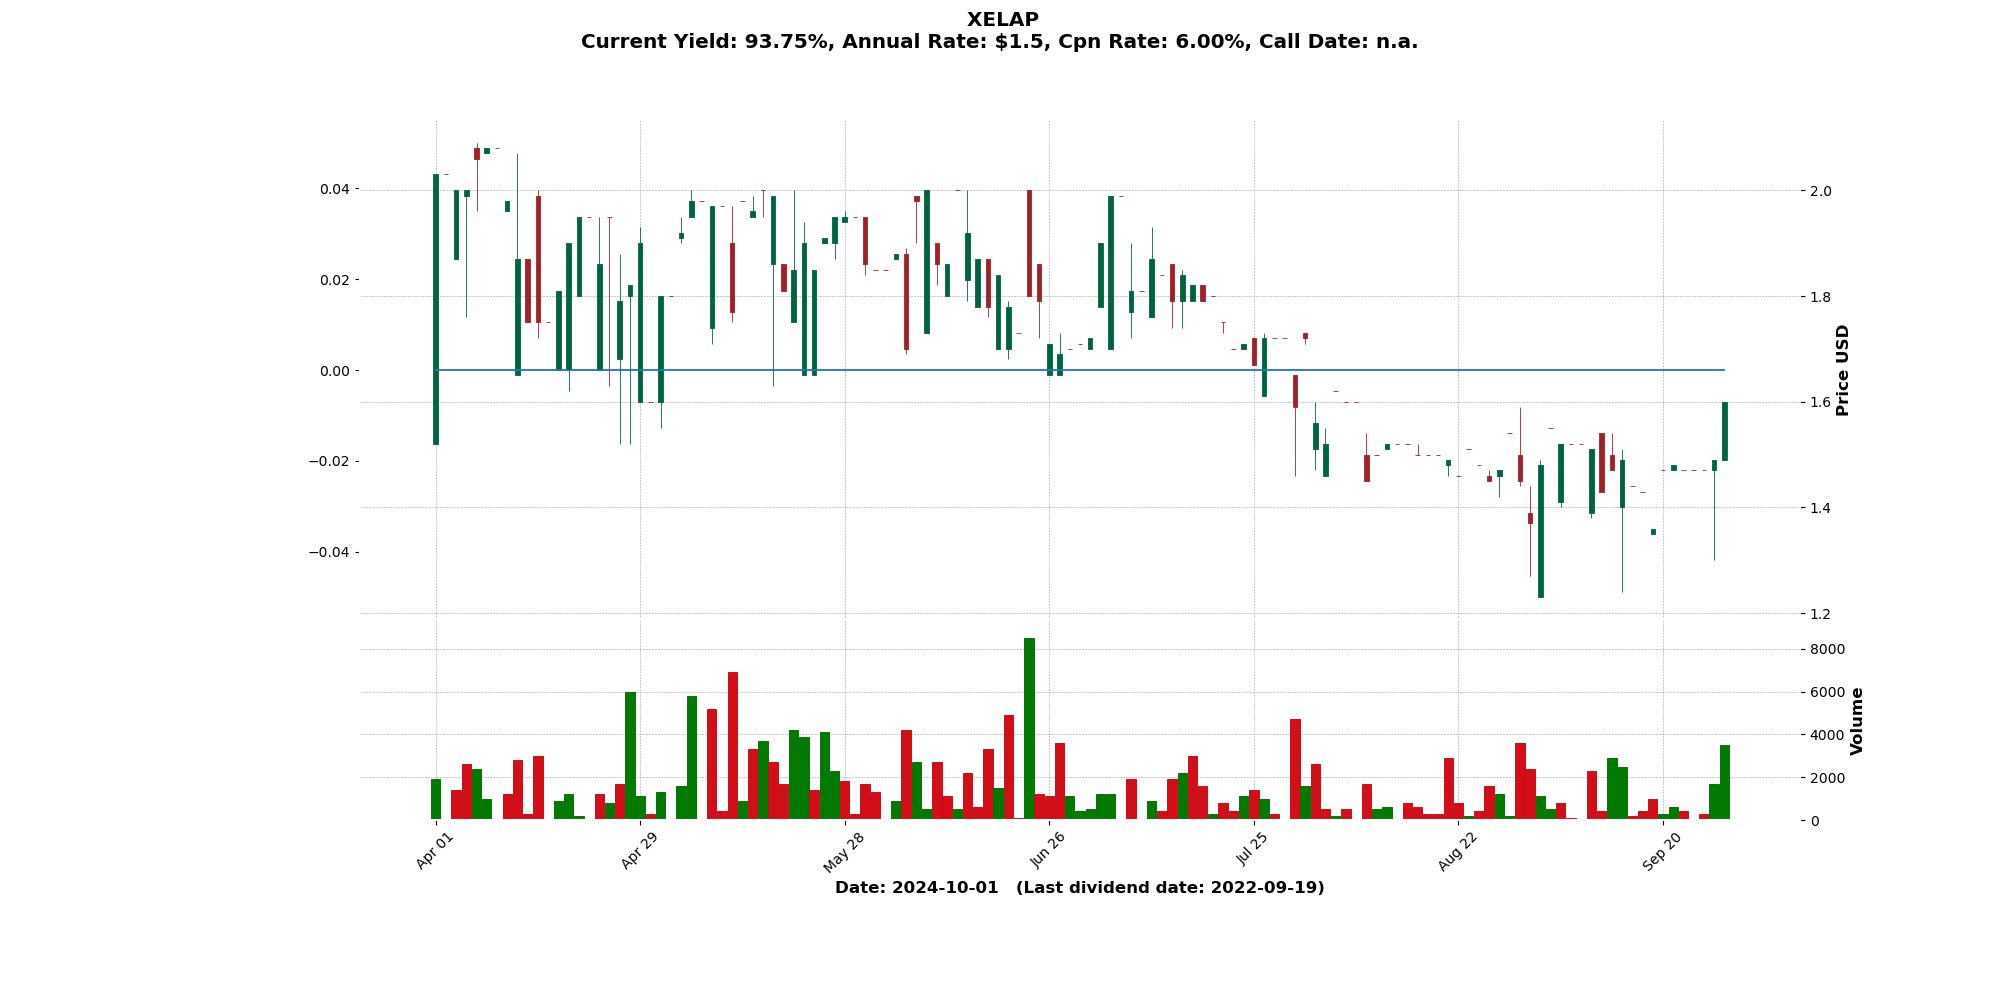 XELAP
Current Yield: 93.75%, Annual Rate: $1.5, Cpn Rate: 6.00%, Call Date: n.a.
0.04
0.02
0.00
−0.02
−0.04
2.0
1.8
1.6
1.4
1.2
Price USD
8000
6000
4000
2000
0
Volume
Apr 01
Apr 29
May 28
Jun 26
Jul 25
Aug 22
Sep 20
Date: 2024-10-01   (Last dividend date: 2022-09-19)